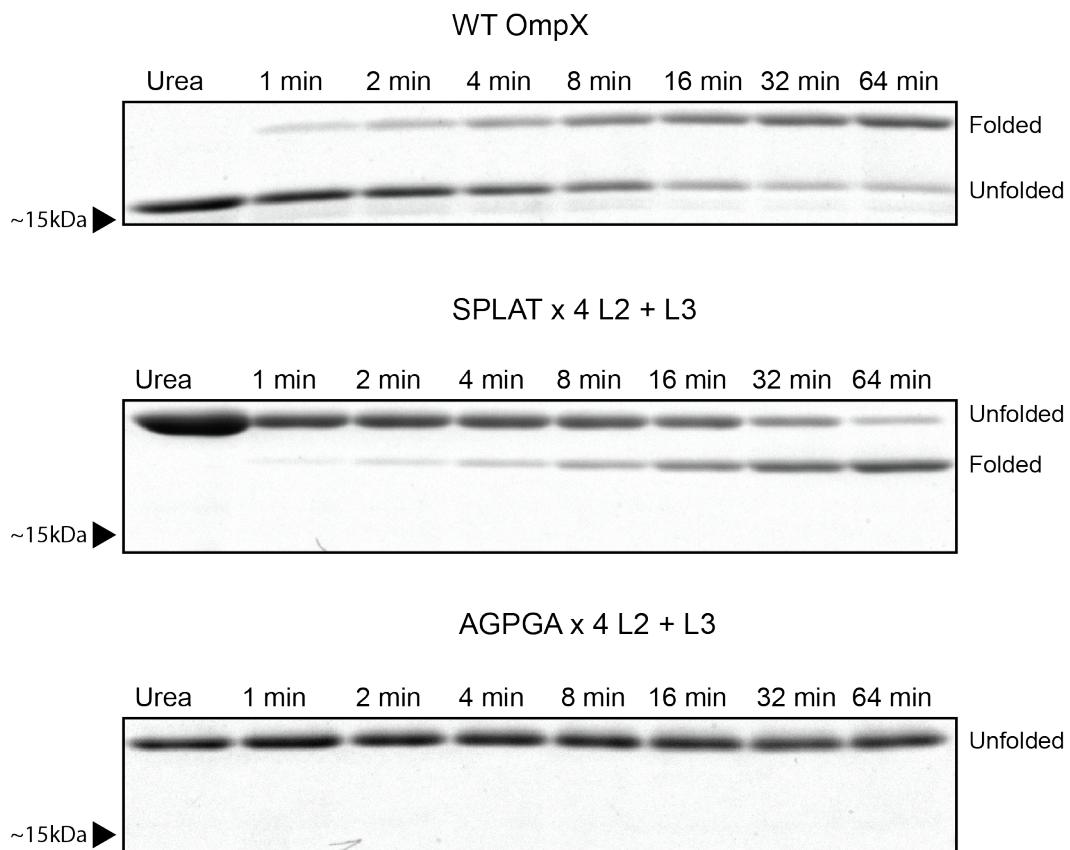 WT OmpX
Urea 1 min 2 min 4 min 8 min 16 min 32 min 64 min
Folded
Unfolded
~15kDa
SPLAT x 4 L2 + L3
Urea 1 min 2 min 4 min 8 min 16 min 32 min 64 min
Unfolded
Folded
~15kDa
AGPGA x 4 L2 + L3
Urea 1 min 2 min 4 min 8 min 16 min 32 min 64 min
Unfolded
~15kDa